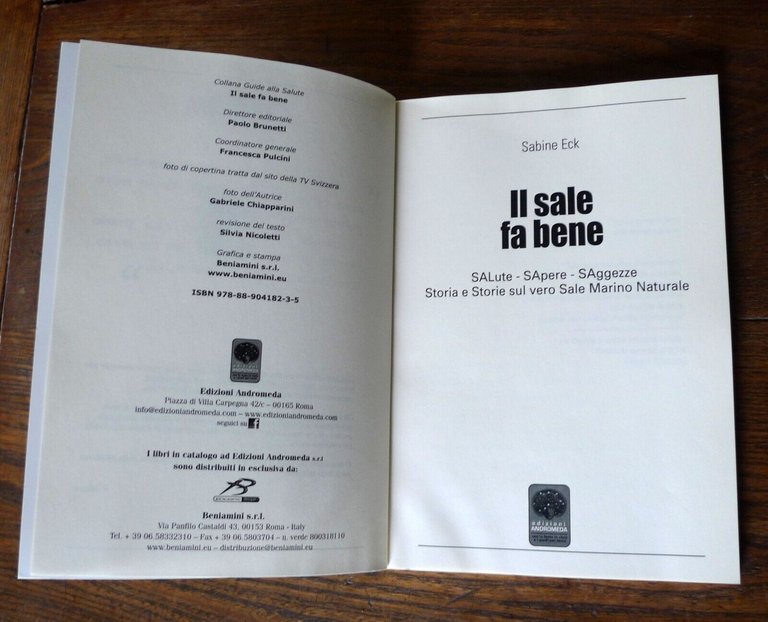 Collana Guide alla Salute
Il sale fa bene
Direttore editoriale
Paolo Brunetti
Coordinatore generale
Francesca Pulcini
foto di copertina tratta dal sito della TV Svizzera
foto dell'Autrice
Gabriele Chiapparini
revisione del testo
Silvia Nicoletti
Grafica e stampa
Beniamini s.r.l.
www.beniamini.eu
ISBN 978-88-904182-3-5
edizioni
ANDROMEDA
Edizioni Andromeda
Piazza di Villa Carpegna 42/c – 00165 Roma
info@edizioniandromeda.com – www.edizioniandromeda.com
seguici su f
I libri in catalogo ad Edizioni Andromeda s.r.l
sono distribuiti in esclusiva da:
BENIAMINI
Beniamini s.r.l.
Via Panfilo Castaldi 43, 00153 Roma - Italy
Tel. + 39 06.58332310 – Fax + 39 06.5803704 – n. verde 800318110
www.beniamini.eu – distribuzione@beniamini.eu
Sabine Eck
Il sale
fa bene
SALute - SApere - SAggezze
Storia e Storie sul vero Sale Marino Naturale
edizioni
ANDROMEDA